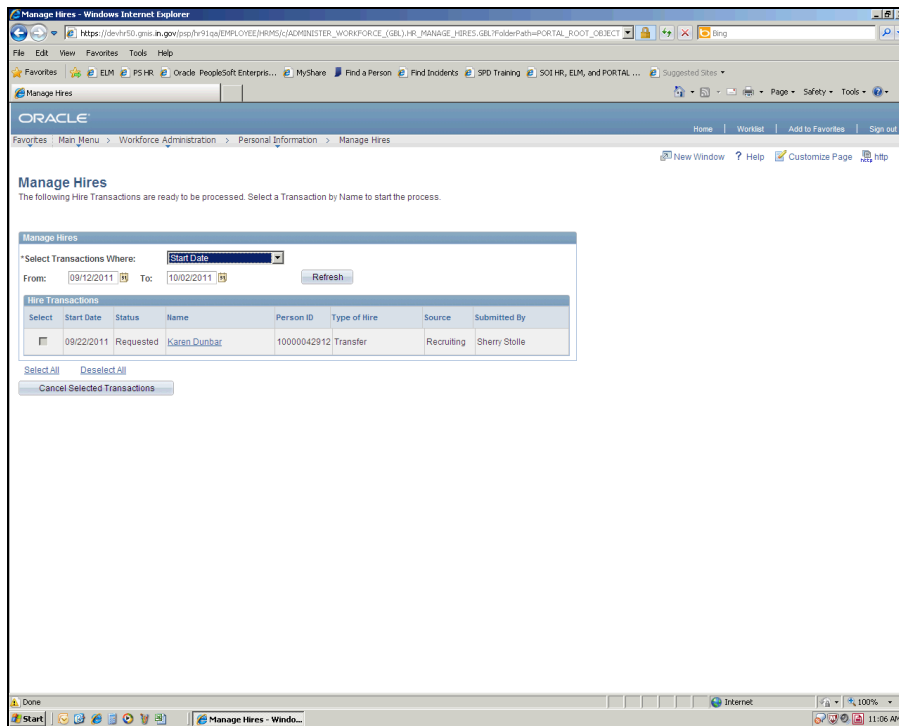 Manage Hires - Windows Internet Explorer
https://devhr50.gmis.in.gov/psp/hr91qa/EMPLOYEE/HRMS/c/ADMINISTER_WORKFORCE_(GBL).HR_MANAGE_HIRES.GBL?FolderPath=PORTAL_ROOT_OBJECT
Bing
File Edit View Favorites Tools Help
Favorites ELM PS HR Oracle PeopleSoft Enterpris... MyShare Find a Person Find Incidents SPD Training SOI HR, ELM, and PORTAL ... Suggested Sites
Manage Hires Page Safety Tools
ORACLE
Home | Worklist | Add to Favorites | Sign out
Favorites | Main Menu > Workforce Administration > Personal Information > Manage Hires
New Window ? Help Customize Page http
Manage Hires
The following Hire Transactions are ready to be processed. Select a Transaction by Name to start the process.
Manage Hires
*Select Transactions Where: Start Date
From: 09/12/2011 To: 10/02/2011 Refresh
Hire Transactions
Select Start Date Status Name Person ID Type of Hire Source Submitted By
09/22/2011 Requested Karen Dunbar 10000042912 Transfer Recruiting Sherry Stolle
Select All Deselect All
Cancel Selected Transactions
Done Internet 100%
Start Manage Hires - Windo... 11:06 AM